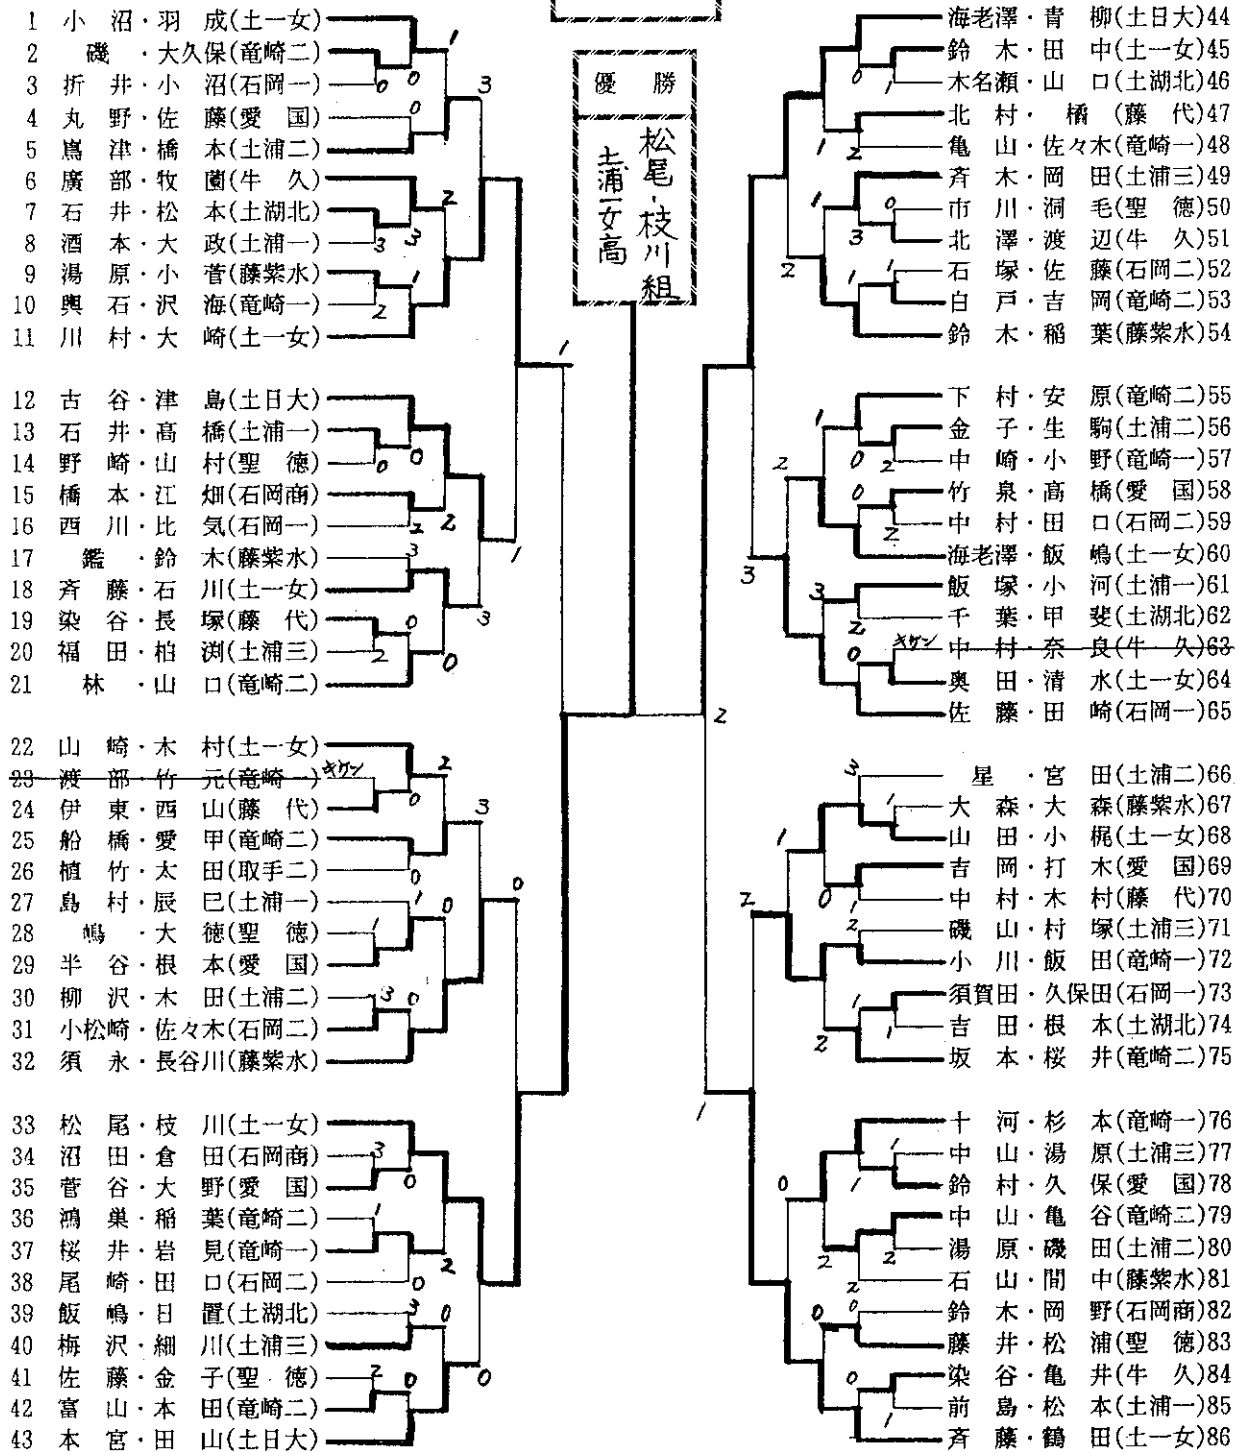 1 小 沼・羽 成(土一女)
2 磯 ・大久保(竜崎二)
3 折 井・小 沼(石岡一)
4 丸 野・佐 藤(愛 国)
5 嶌 津・橋 本(土浦二)
6 廣 部・牧 薗(牛 久)
7 石 井・松 本(土湖北)
8 酒 本・大 政(土浦一)
9 湯 原・小 菅(藤紫水)
10 輿 石・沢 海(竜崎一)
11 川 村・大 崎(土一女)
12 古 谷・津 島(土日大)
13 石 井・髙 橋(土浦一)
14 野 崎・山 村(聖 徳)
15 橋 本・江 畑(石岡商)
16 西 川・比 気(石岡一)
17 鑑 ・鈴 木(藤紫水)
18 斉 藤・石 川(土一女)
19 染 谷・長 塚(藤 代)
20 福 田・柏 渕(土浦三)
21 林 ・山 口(竜崎二)
22 山 崎・木 村(土一女)
23 渡 部・竹 元(竜崎一) キケン
24 伊 東・西 山(藤 代)
25 船 橋・愛 甲(竜崎二)
26 植 竹・太 田(取手二)
27 島 村・辰 巳(土浦一)
28 嶋 ・大 徳(聖 徳)
29 半 谷・根 本(愛 国)
30 柳 沢・木 田(土浦二)
31 小松崎・佐々木(石岡二)
32 須 永・長谷川(藤紫水)
33 松 尾・枝 川(土一女)
34 沼 田・倉 田(石岡商)
35 菅 谷・大 野(愛 国)
36 鴻 巣・稲 葉(竜崎二)
37 桜 井・岩 見(竜崎一)
38 尾 崎・田 口(石岡二)
39 飯 嶋・日 置(土湖北)
40 梅 沢・細 川(土浦三)
41 佐 藤・金 子(聖 徳)
42 富 山・本 田(竜崎二)
43 本 宮・田 山(土日大)
優 勝
松尾・枝川組
土浦一女高
海老澤・青 柳(土日大)44
鈴 木・田 中(土一女)45
木名瀬・山 口(土湖北)46
北 村・ 橘 (藤 代)47
亀 山・佐々木(竜崎一)48
斉 木・岡 田(土浦三)49
市 川・洞 毛(聖 徳)50
北 澤・渡 辺(牛 久)51
石 塚・佐 藤(石岡二)52
白 戸・吉 岡(竜崎二)53
鈴 木・稲 葉(藤紫水)54
下 村・安 原(竜崎二)55
金 子・生 駒(土浦二)56
中 崎・小 野(竜崎一)57
竹 泉・高 橋(愛 国)58
中 村・田 口(石岡二)59
海老澤・飯 嶋(土一女)60
飯 塚・小 河(土浦一)61
千 葉・甲 斐(土湖北)62
キケン 中 村・奈 良(牛 久)63
奥 田・清 水(土一女)64
佐 藤・田 崎(石岡一)65
星 ・宮 田(土浦二)66
大 森・大 森(藤紫水)67
山 田・小 梶(土一女)68
吉 岡・打 木(愛 国)69
中 村・木 村(藤 代)70
磯 山・村 塚(土浦三)71
小 川・飯 田(竜崎一)72
須賀田・久保田(石岡一)73
吉 田・根 本(土湖北)74
坂 本・桜 井(竜崎二)75
十 河・杉 本(竜崎一)76
中 山・湯 原(土浦三)77
鈴 村・久 保(愛 国)78
中 山・亀 谷(竜崎二)79
湯 原・磯 田(土浦二)80
石 山・間 中(藤紫水)81
鈴 木・岡 野(石岡商)82
藤 井・松 浦(聖 徳)83
染 谷・亀 井(牛 久)84
前 島・松 本(土浦一)85
斉 藤・鶴 田(土一女)86